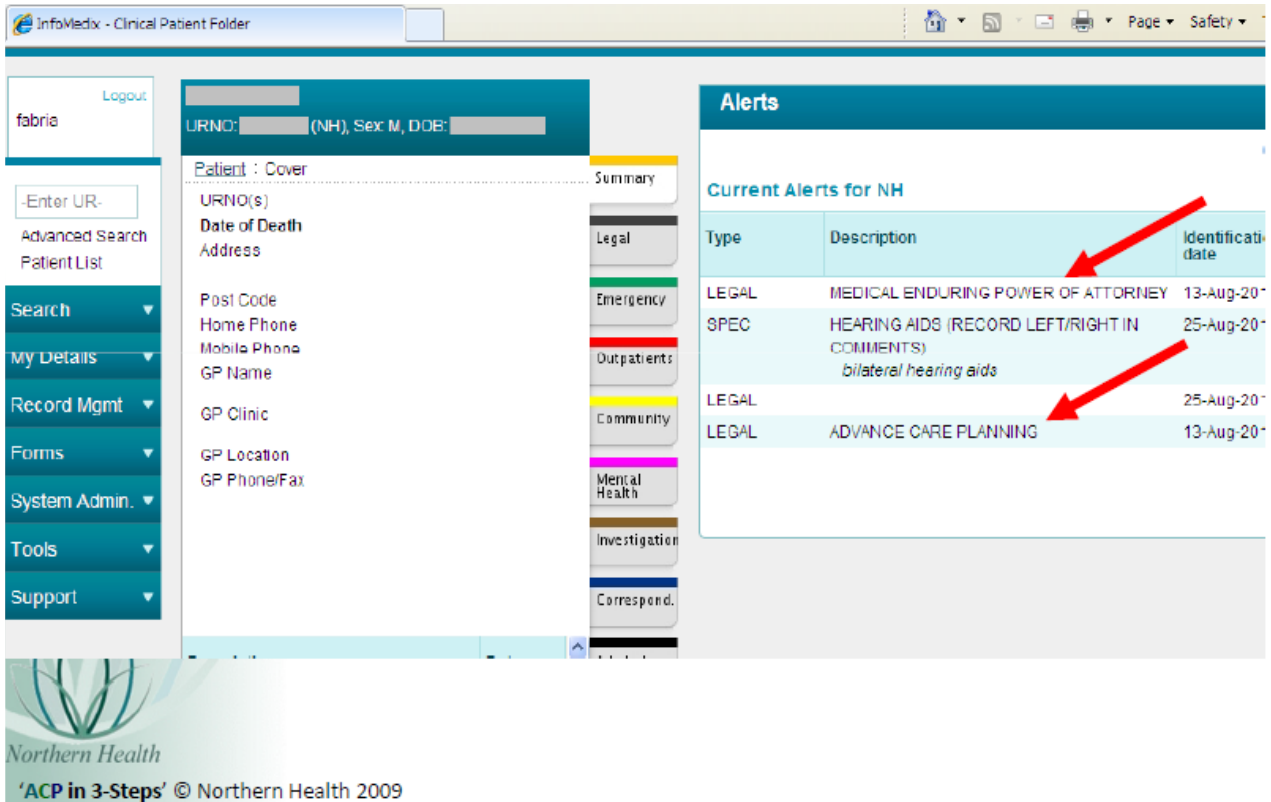 InfoMedix - Clinical Patient Folder
Page Safety
Logout
fabria
-Enter UR-
Advanced Search
Patient List
Search
My Details
Record Mgmt
Forms
System Admin.
Tools
Support
URNO: (NH), Sex: M, DOB:
Patient : Cover
URNO(s)
Date of Death
Address
Post Code
Home Phone
Mobile Phone
GP Name
GP Clinic
GP Location
GP Phone/Fax
Summary
Legal
Emergency
Outpatients
Community
Mental
Health
Investigation
Correspond.
Alerts
Current Alerts for NH
Type Description Identificati
date
LEGAL MEDICAL ENDURING POWER OF ATTORNEY 13-Aug-201
SPEC HEARING AIDS (RECORD LEFT/RIGHT IN 25-Aug-201
COMMENTS)
bilateral hearing aids
LEGAL 25-Aug-201
LEGAL ADVANCE CARE PLANNING 13-Aug-201
Northern Health
'ACP in 3-Steps' © Northern Health 2009